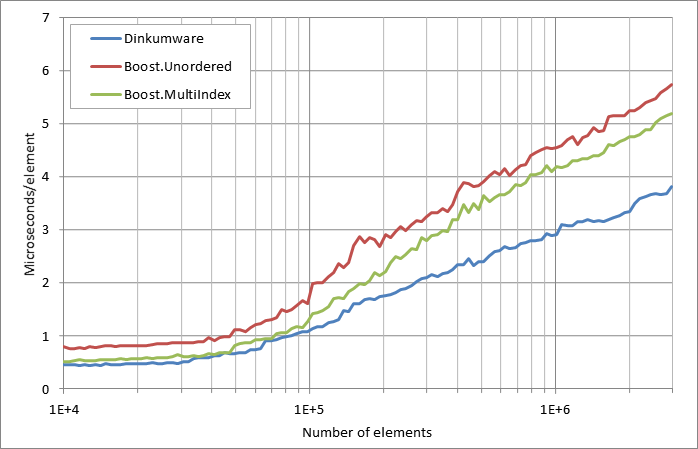 7
6
5
4
3
2
1
0
Dinkumware
Boost.Unordered
Boost.MultiIndex
Microseconds/element
1E+4
1E+5
1E+6
Number of elements